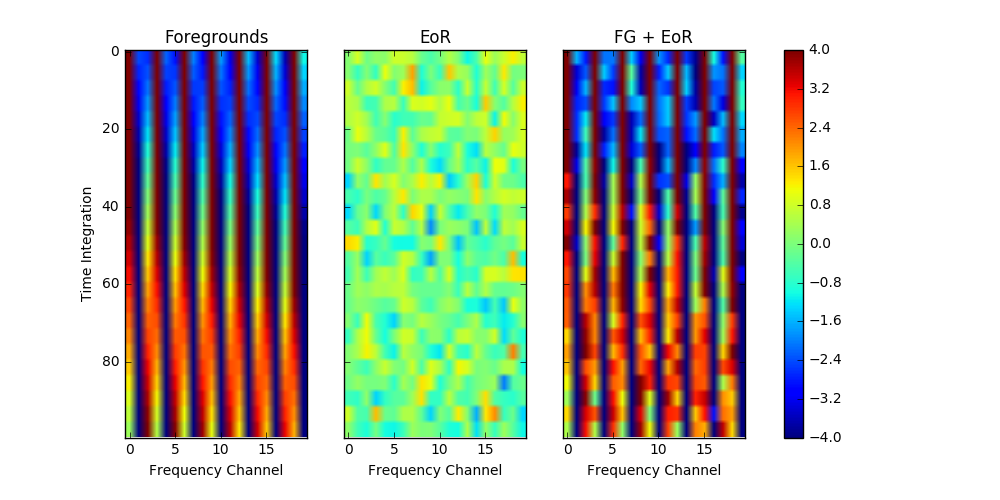 Foregrounds
EoR
FG + EoR
Time Integration
0
20
40
60
80
0 5 10 15
0 5 10 15
0 5 10 15
Frequency Channel
Frequency Channel
Frequency Channel
4.0
3.2
2.4
1.6
0.8
0.0
−0.8
−1.6
−2.4
−3.2
−4.0